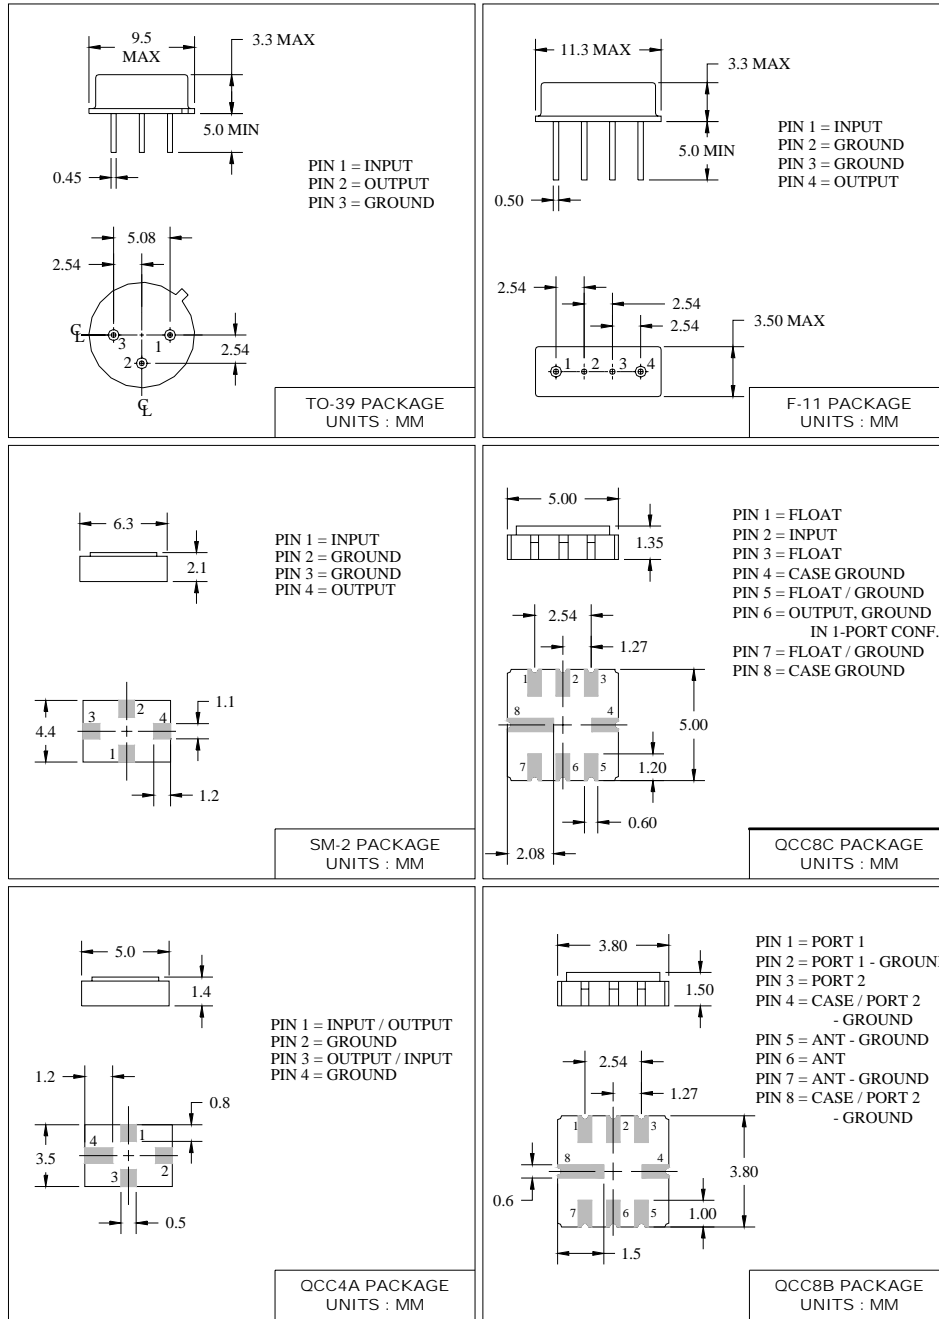 9.5
MAX
3.3 MAX
5.0 MIN
0.45
PIN 1 = INPUT
PIN 2 = OUTPUT
PIN 3 = GROUND
5.08
2.54
CL
3
1
2
2.54
CL
TO-39 PACKAGE
UNITS : MM
11.3 MAX
3.3 MAX
5.0 MIN
0.50
PIN 1 = INPUT
PIN 2 = GROUND
PIN 3 = GROUND
PIN 4 = OUTPUT
2.54
2.54
2.54
3.50 MAX
1 2 3 4
F-11 PACKAGE
UNITS : MM
6.3
2.1
PIN 1 = INPUT
PIN 2 = GROUND
PIN 3 = GROUND
PIN 4 = OUTPUT
1.1
2
3 4
4.4
1
1.2
SM-2 PACKAGE
UNITS : MM
5.00
1.35
PIN 1 = FLOAT
PIN 2 = INPUT
PIN 3 = FLOAT
PIN 4 = CASE GROUND
PIN 5 = FLOAT / GROUND
PIN 6 = OUTPUT, GROUND
IN 1-PORT CONF.
PIN 7 = FLOAT / GROUND
PIN 8 = CASE GROUND
2.54
1.27
1 2 3
8 4
5.00
7 6 5
1.20
0.60
2.08
QCC8C PACKAGE
UNITS : MM
5.0
1.4
PIN 1 = INPUT / OUTPUT
PIN 2 = GROUND
PIN 3 = OUTPUT / INPUT
PIN 4 = GROUND
1.2
0.8
1
4
3.5
2
3
0.5
QCC4A PACKAGE
UNITS : MM
3.80
1.50
PIN 1 = PORT 1
PIN 2 = PORT 1 - GROUN
PIN 3 = PORT 2
PIN 4 = CASE / PORT 2
- GROUND
PIN 5 = ANT - GROUND
PIN 6 = ANT
PIN 7 = ANT - GROUND
PIN 8 = CASE / PORT 2
- GROUND
2.54
1.27
1 2 3
8 4
3.80
0.6
7 6 5
1.00
1.5
QCC8B PACKAGE
UNITS : MM